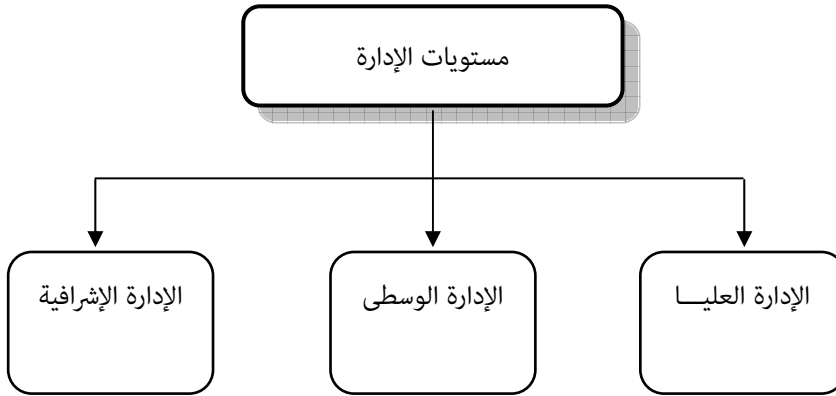 مستويات الإدارة
الإدارة العليـــا
الإدارة الوسطى
الإدارة الإشرافية